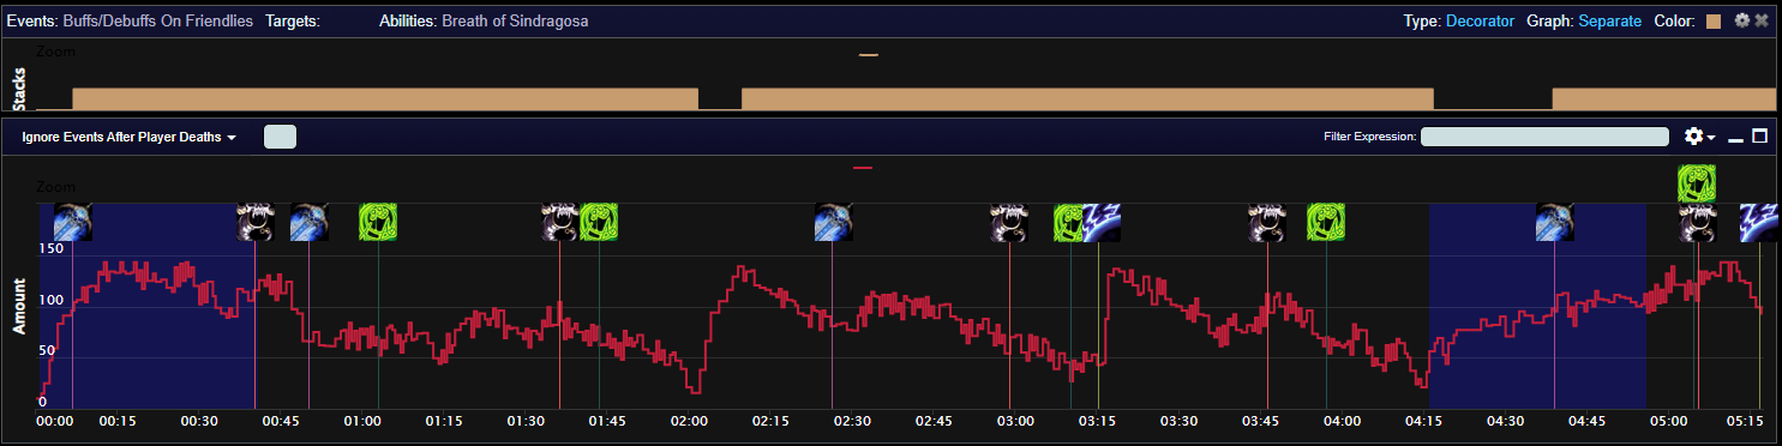 Events: Buffs/Debuffs On Friendlies Targets: Abilities: Breath of Sindragosa Type: Decorator Graph: Separate Color:
Zoom
Stacks
Ignore Events After Player Deaths Filter Expression:
Zoom
150
100
50
0
Amount
00:00 00:15 00:30 00:45 01:00 01:15 01:30 01:45 02:00 02:15 02:30 02:45 03:00 03:15 03:30 03:45 04:00 04:15 04:30 04:45 05:00 05:15